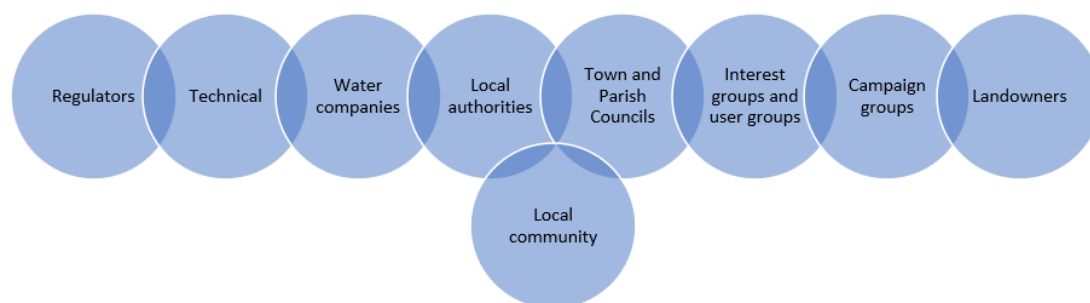 Regulators
Technical
Water
companies
Local
authorities
Town and
Parish
Councils
Interest
groups and
user groups
Campaign
groups
Landowners
Local
community